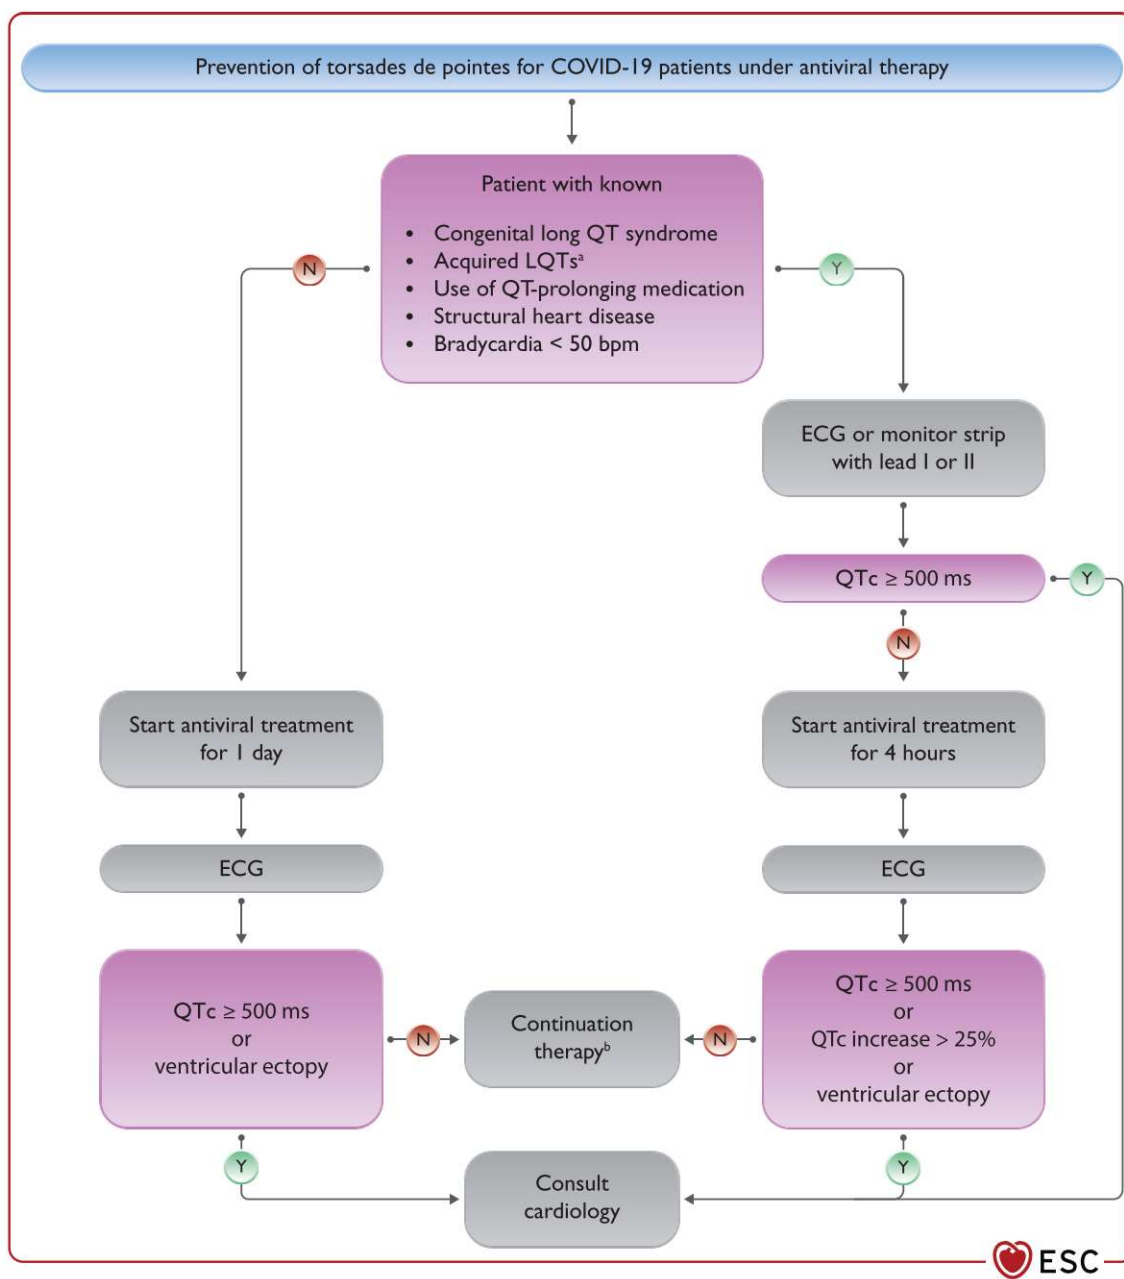 Prevention of torsades de pointes for COVID-19 patients under antiviral therapy
Patient with known
• Congenital long QT syndrome
• Acquired LQTsᵃ
• Use of QT-prolonging medication
• Structural heart disease
• Bradycardia < 50 bpm
N
Y
ECG or monitor strip
with lead I or II
QTc ≥ 500 ms
Y
N
Start antiviral treatment
for 1 day
Start antiviral treatment
for 4 hours
ECG
ECG
QTc ≥ 500 ms
or
ventricular ectopy
N
Continuation
therapyᵇ
N
QTc ≥ 500 ms
or
QTc increase > 25%
or
ventricular ectopy
Y
Consult
cardiology
Y
ESC